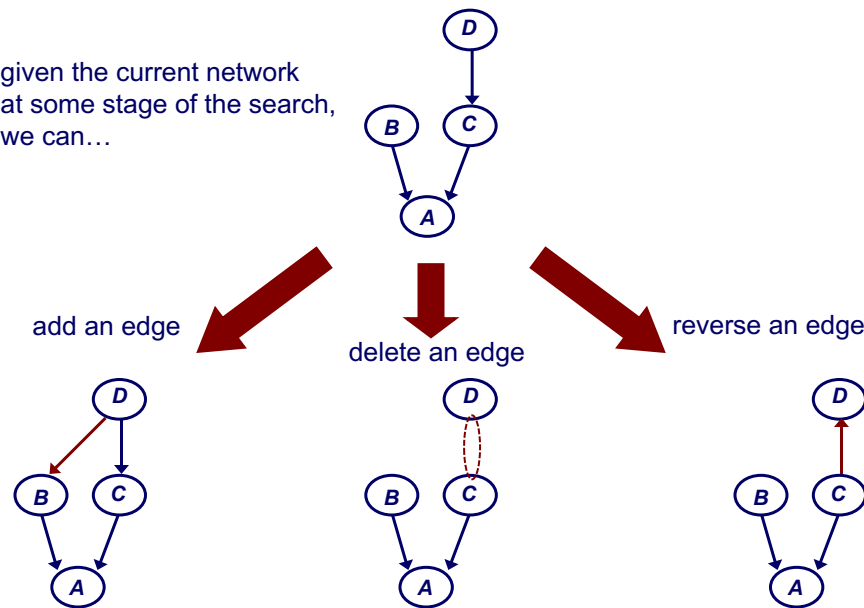 D
given the current network
at some stage of the search,
we can…
B
C
A
add an edge
delete an edge
reverse an edge
D
B
C
A
D
B
C
A
D
B
C
A